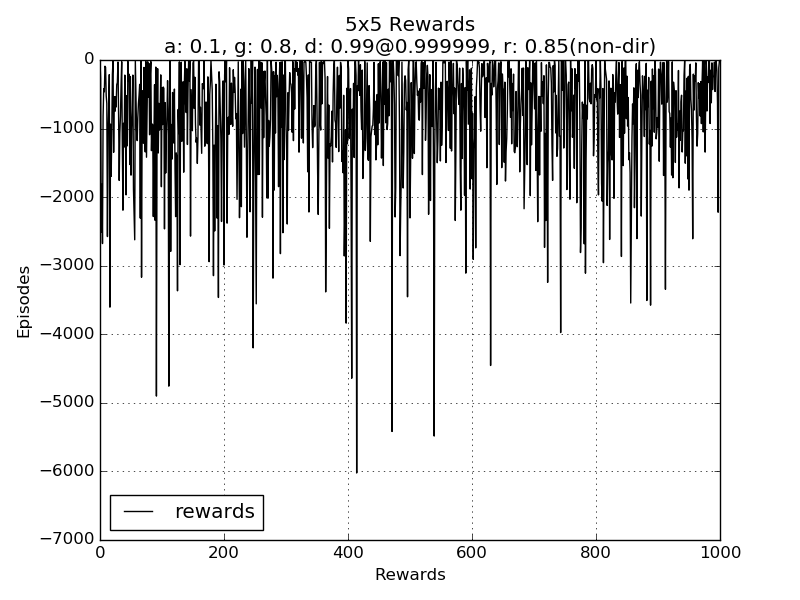 5x5 Rewards
a: 0.1, g: 0.8, d: 0.99@0.999999, r: 0.85(non-dir)
0
−1000
−2000
−3000
−4000
−5000
−6000
−7000
Episodes
rewards
0 200 400 600 800 1000
Rewards